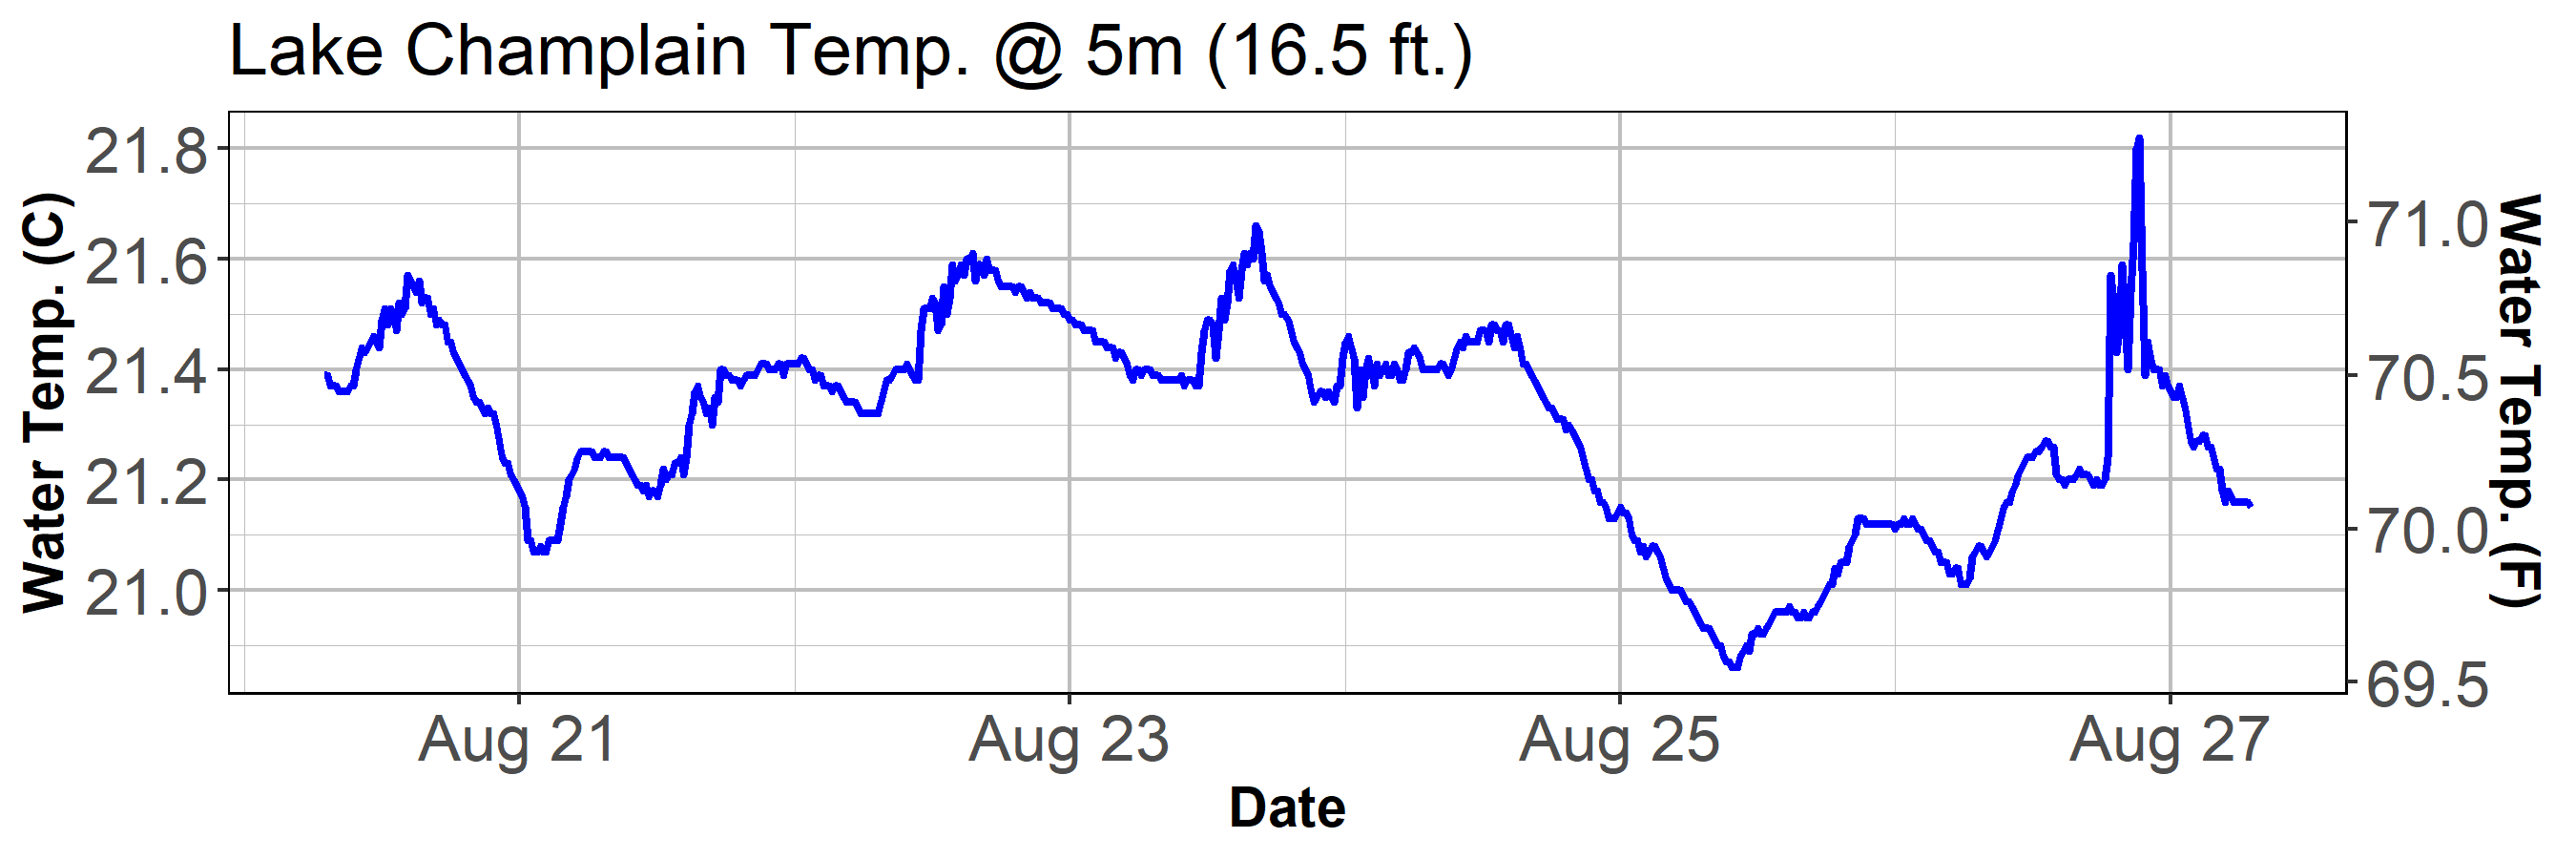 Lake Champlain Temp. @ 5m (16.5 ft.)
Water Temp. (C)
21.8
21.6
21.4
21.2
21.0
71.0
70.5
70.0
69.5
Water Temp. (F)
Aug 21
Aug 23
Aug 25
Aug 27
Date